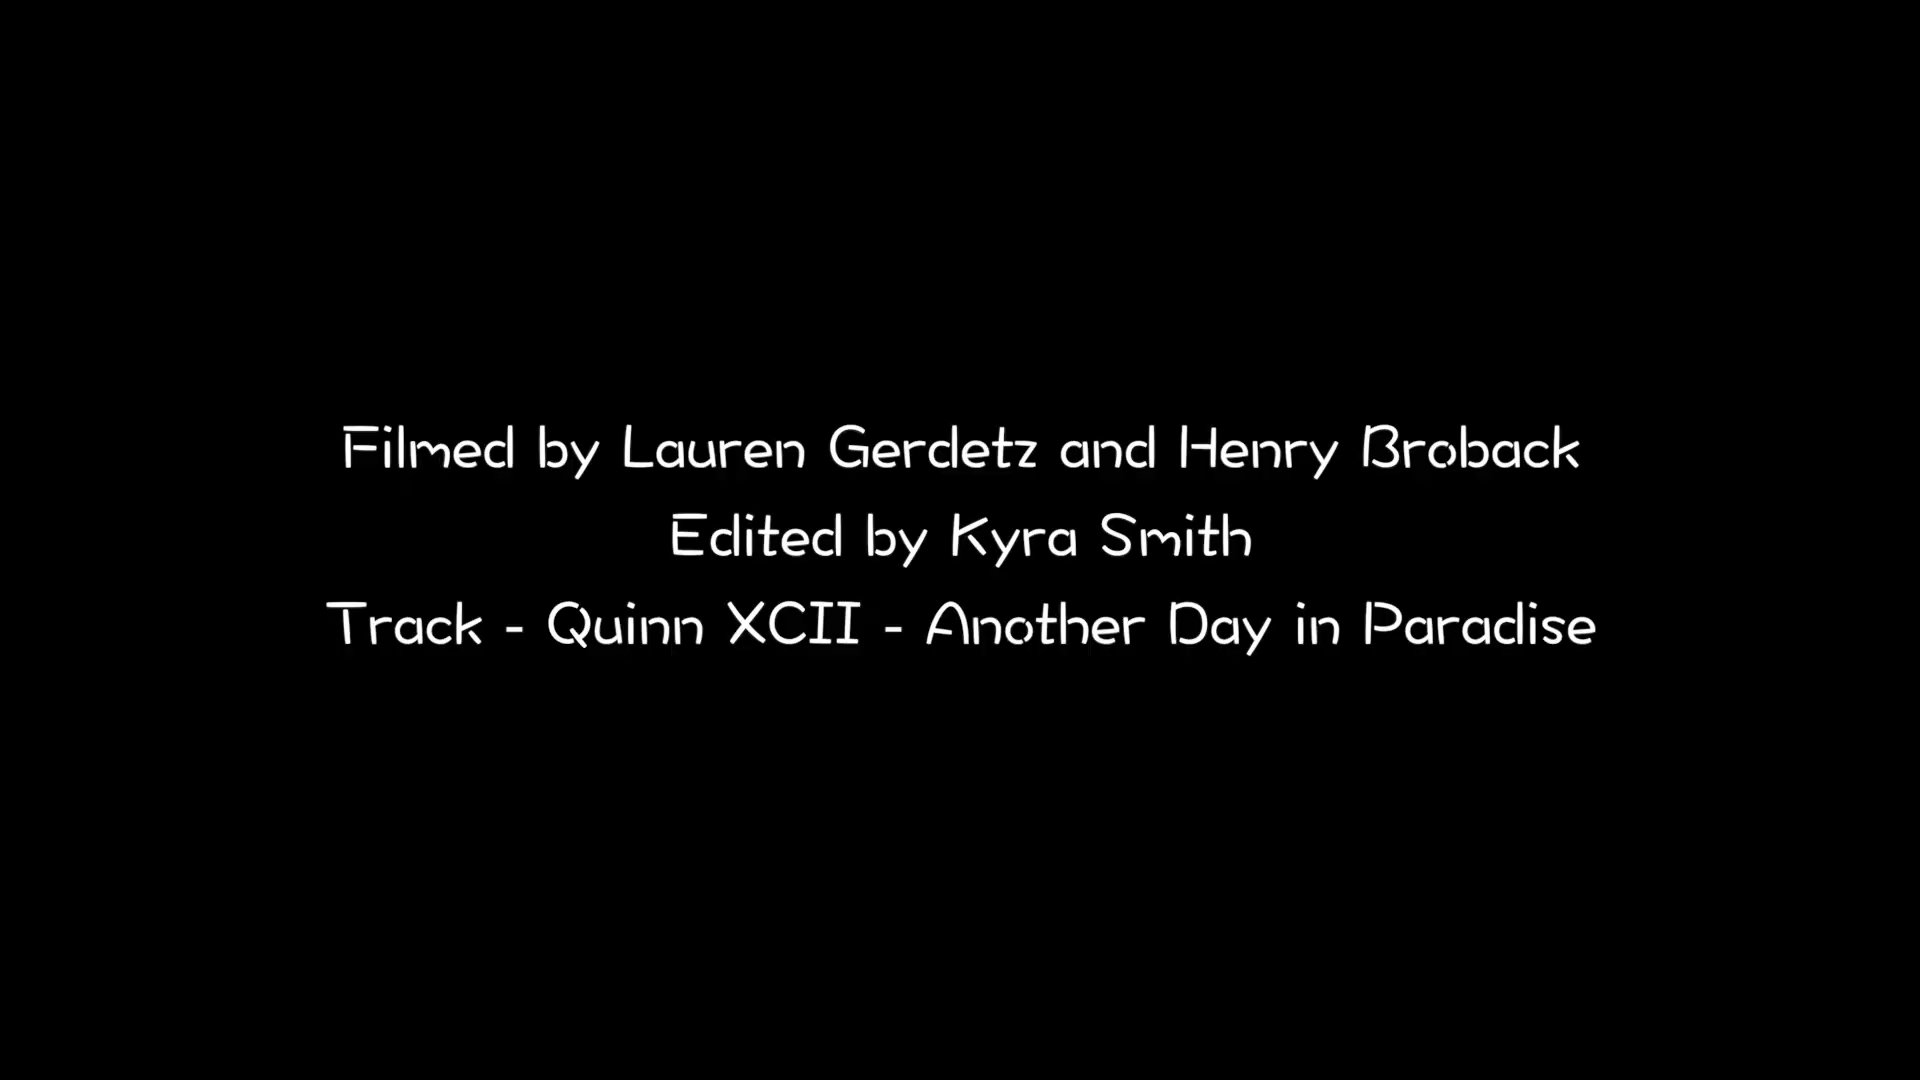 Filmed by Lauren Gerdetz and Henry Broback
Edited by Kyra Smith
Track - Quinn XCII - Another Day in Paradise